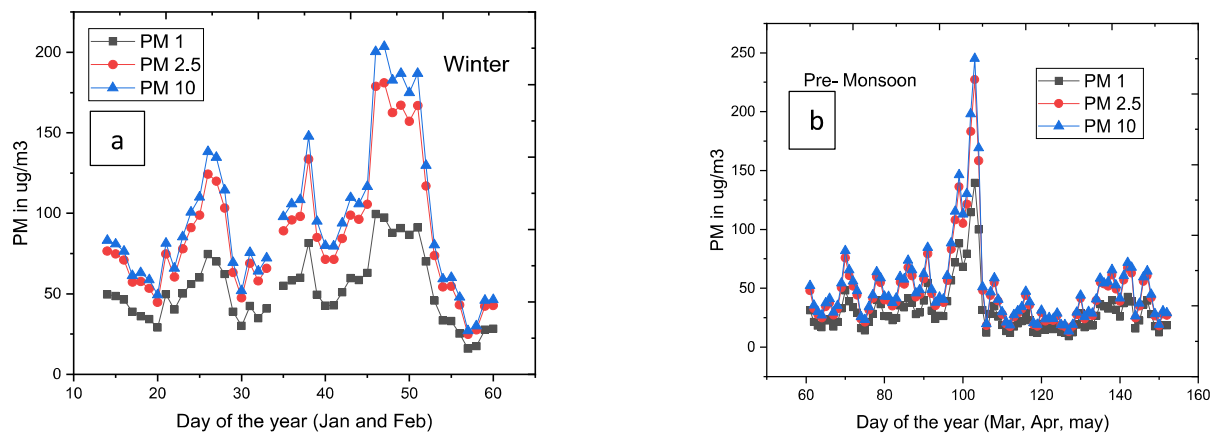 PM 1
PM 2.5
PM 10
Winter
a
PM in ug/m3
200
150
100
50
0
10 20 30 40 50 60
Day of the year (Jan and Feb)
Pre- Monsoon
b
PM 1
PM 2.5
PM 10
PM in ug/m3
250
200
150
100
50
0
60 80 100 120 140 160
Day of the year (Mar, Apr, may)